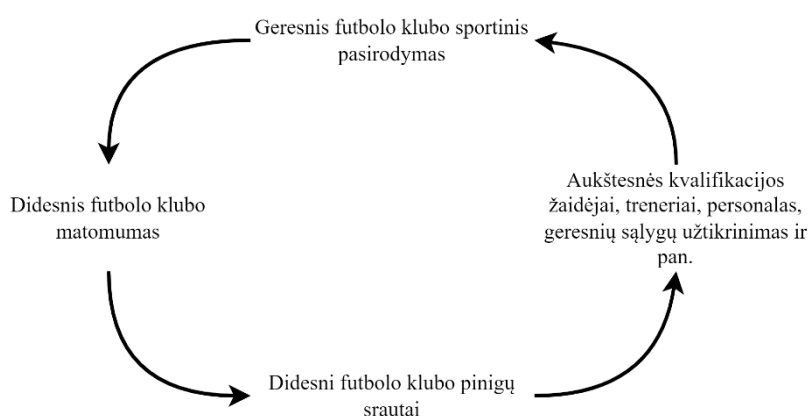 Geresnis futbolo klubo sportinis
pasirodymas
Didesnis futbolo klubo
matomumas
Aukštesnės kvalifikacijos
žaidėjai, treneriai, personalas,
geresnių sąlygų užtikrinimas ir
pan.
Didesni futbolo klubo pinigų
srautai